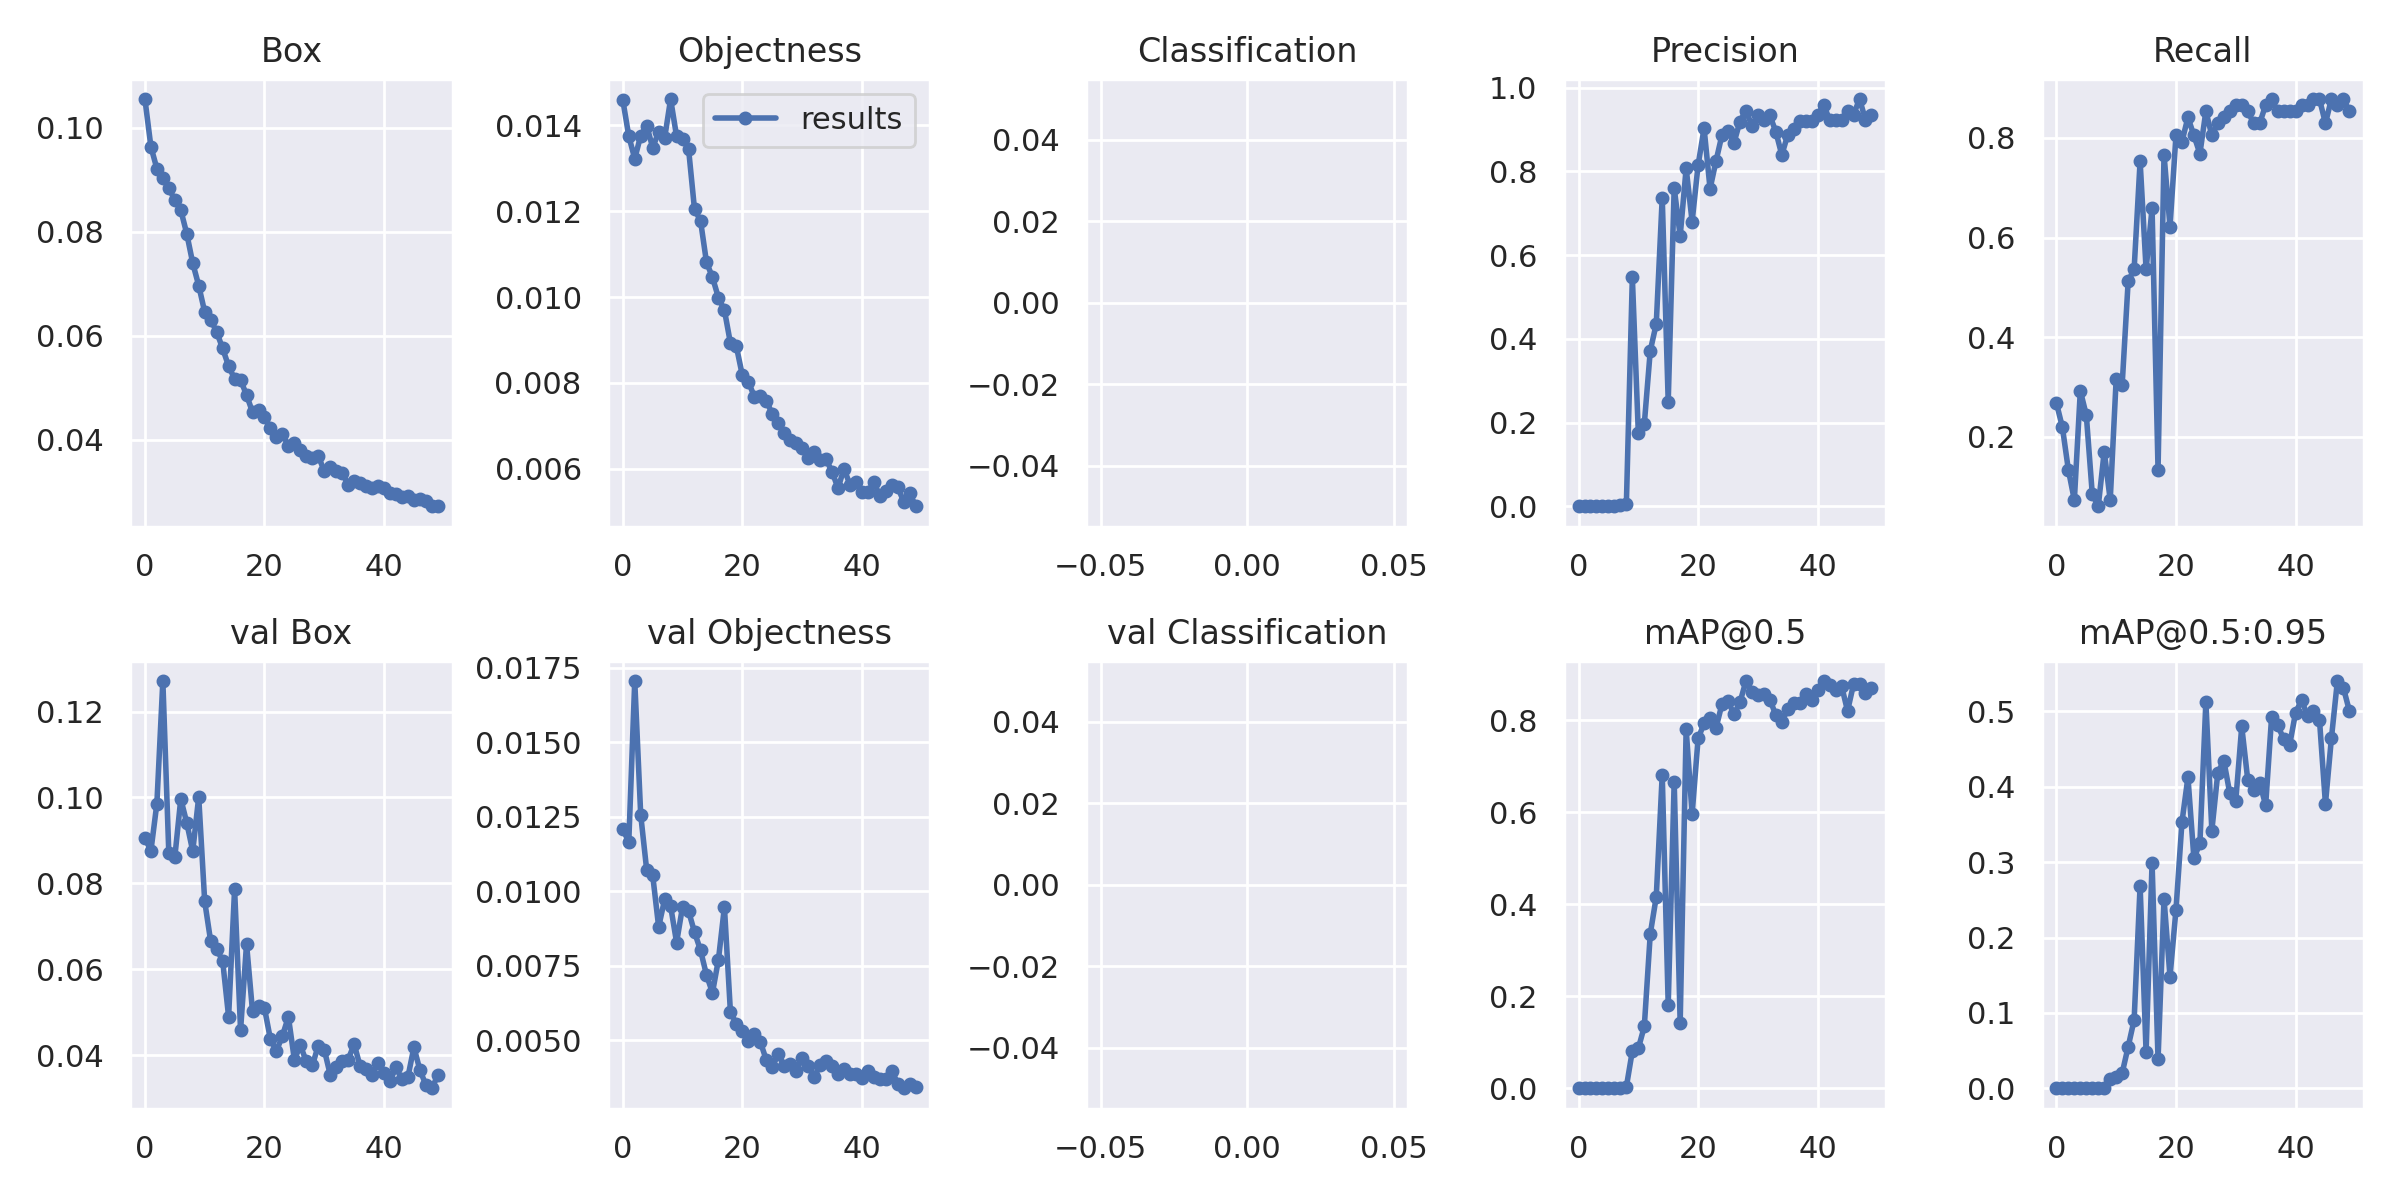 Box
Objectness
Classification
Precision
Recall
0.10
0.08
0.06
0.04
0 20 40
results
0.014
0.012
0.010
0.008
0.006
0 20 40
0.04
0.02
0.00
−0.02
−0.04
−0.05 0.00 0.05
1.0
0.8
0.6
0.4
0.2
0.0
0 20 40
0.8
0.6
0.4
0.2
0 20 40
val Box
val Objectness
val Classification
mAP@0.5
mAP@0.5:0.95
0.12
0.10
0.08
0.06
0.04
0 20 40
0.0175
0.0150
0.0125
0.0100
0.0075
0.0050
0 20 40
0.04
0.02
0.00
−0.02
−0.04
−0.05 0.00 0.05
0.8
0.6
0.4
0.2
0.0
0 20 40
0.5
0.4
0.3
0.2
0.1
0.0
0 20 40